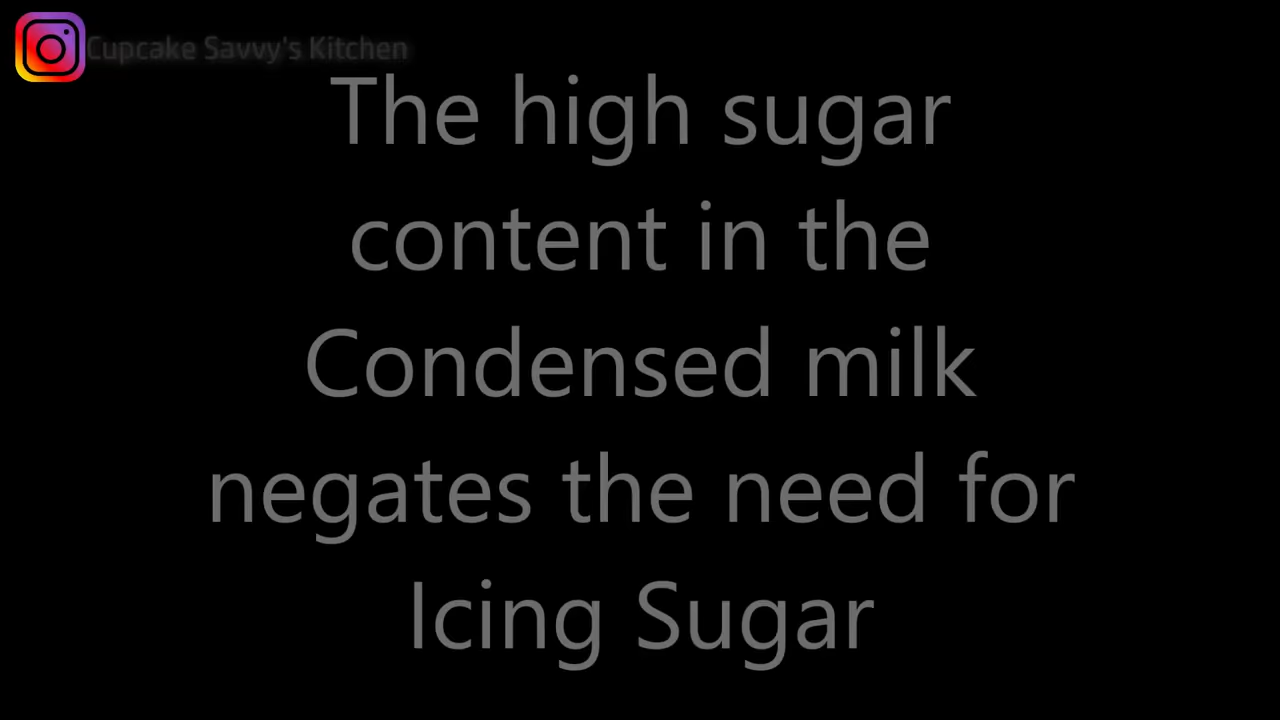 Cupcake Savvy's Kitchen
The high sugar
content in the
Condensed milk
negates the need for
Icing Sugar